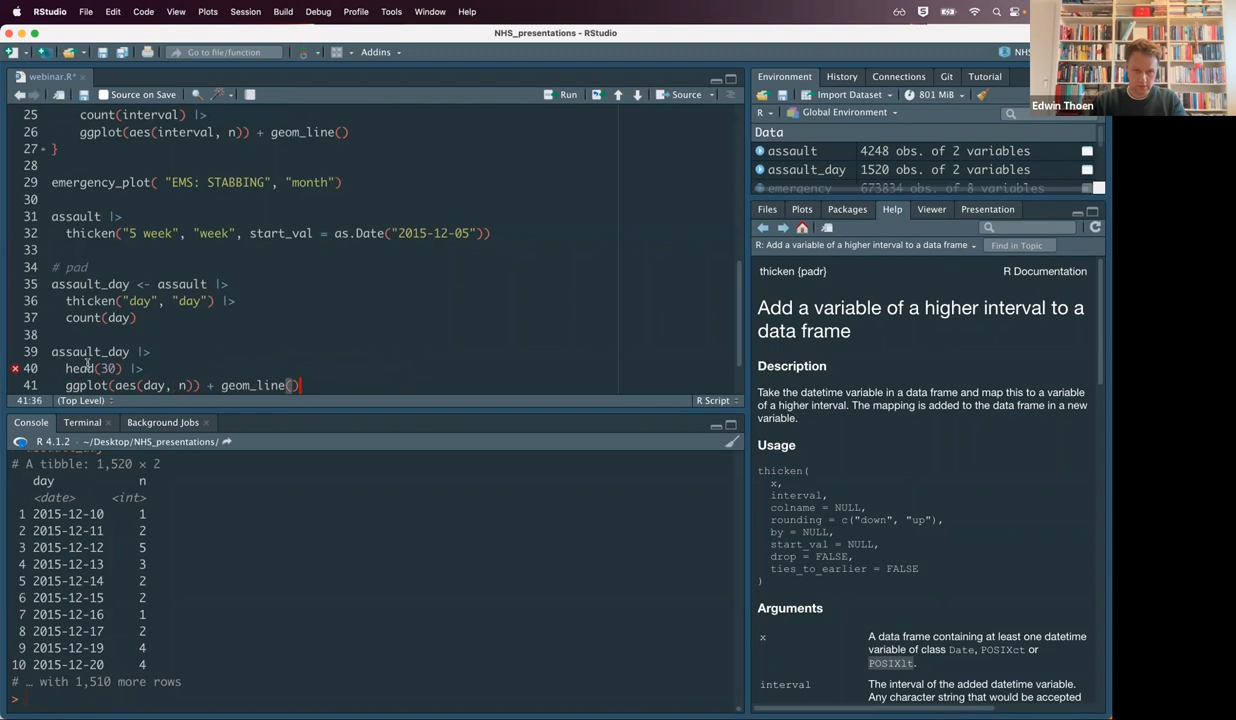 RStudio File Edit Code View Plots Session Build Debug Profile Tools Window Help
NHS_presentations - RStudio
Go to file/function Addins NHS
webinar.R*
Source on Save Run Source
25 count(interval) |>
26 ggplot(aes(interval, n)) + geom_line()
27 }
28
29 emergency_plot( "EMS: STABBING", "month")
30
31 assault |>
32 thicken("5 week", "week", start_val = as.Date("2015-12-05"))
33
34 # pad
35 assault_day <- assault |>
36 thicken("day", "day") |>
37 count(day)
38
39 assault_day |>
40 head(30) |>
41 ggplot(aes(day, n)) + geom_line()
41:36 (Top Level) R Script
Console Terminal Background Jobs
R 4.1.2 · ~/Desktop/NHS_presentations/
# A tibble: 1,520 × 2
day n
<date> <int>
1 2015-12-10 1
2 2015-12-11 2
3 2015-12-12 5
4 2015-12-13 3
5 2015-12-14 2
6 2015-12-15 2
7 2015-12-16 1
8 2015-12-17 2
9 2015-12-19 4
10 2015-12-20 4
# … with 1,510 more rows
>
Environment History Connections Git Tutorial
Import Dataset 801 MiB
R Global Environment
Data
assault 4248 obs. of 2 variables
assault_day 1520 obs. of 2 variables
emergency 673834 obs. of 8 variables
Files Plots Packages Help Viewer Presentation
R: Add a variable of a higher interval to a data frame Find in Topic
thicken {padr} R Documentation
Add a variable of a higher interval to a
data frame
Description
Take the datetime variable in a data frame and map this to a variable
of a higher interval. The mapping is added to the data frame in a new
variable.
Usage
thicken(
x,
interval,
colname = NULL,
rounding = c("down", "up"),
by = NULL,
start_val = NULL,
drop = FALSE,
ties_to_earlier = FALSE
)
Arguments
x A data frame containing at least one datetime
variable of class Date, POSIXct or
POSIXlt.
interval The interval of the added datetime variable.
Any character string that would be accepted
Edwin Thoen